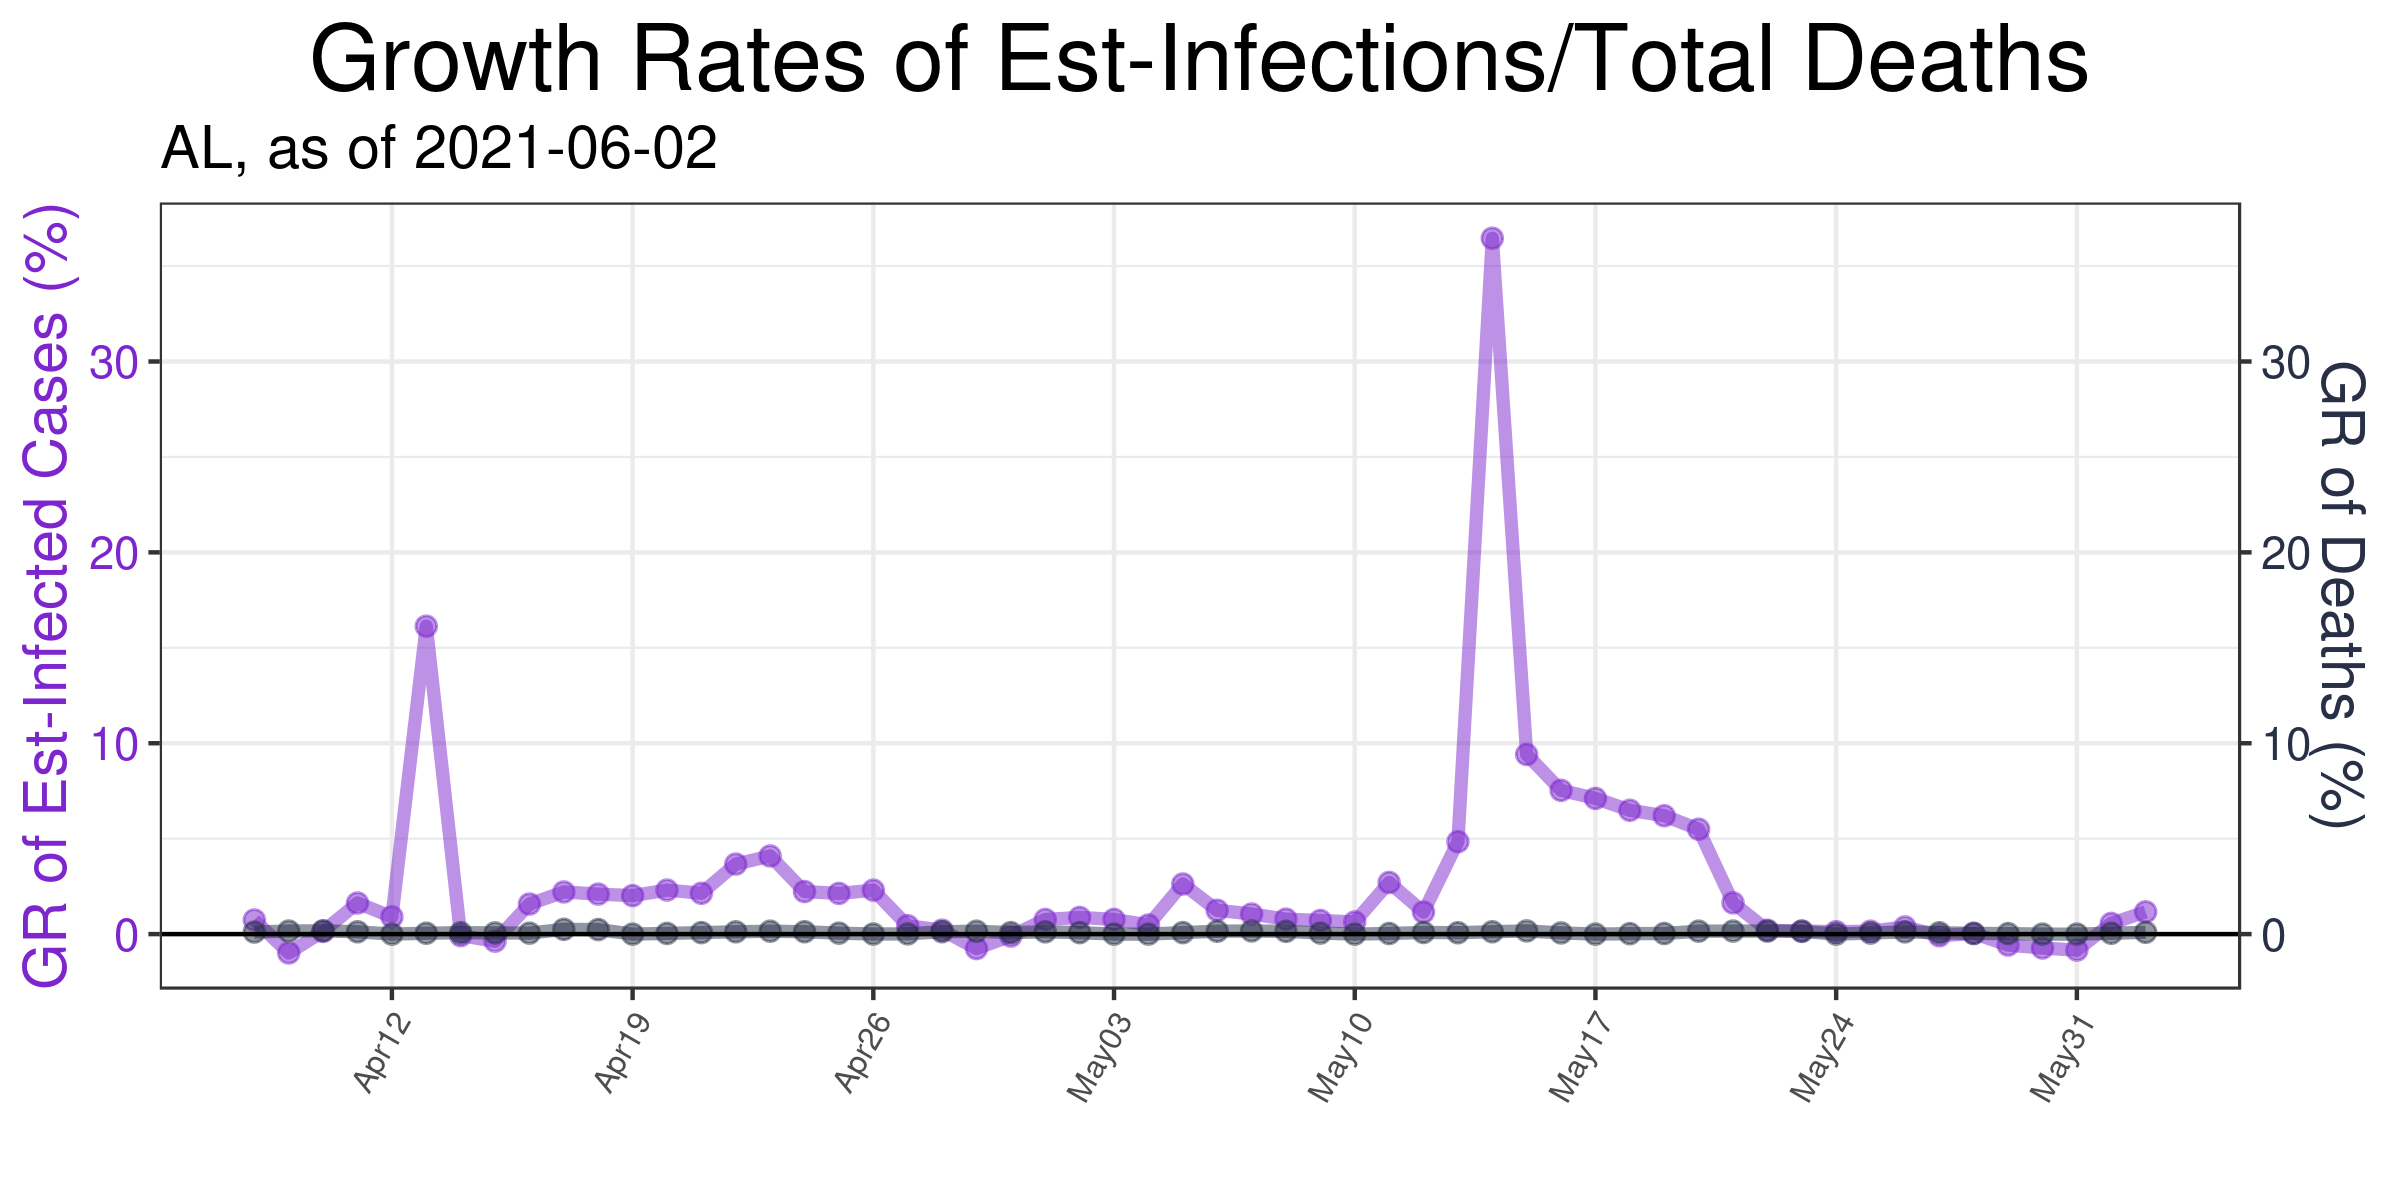 Growth Rates of Est-Infections/Total Deaths
AL, as of 2021-06-02
GR of Est-Infected Cases (%)
30
20
10
0
30
20
10
0
GR of Deaths (%)
Apr12
Apr19
Apr26
May03
May10
May17
May24
May31